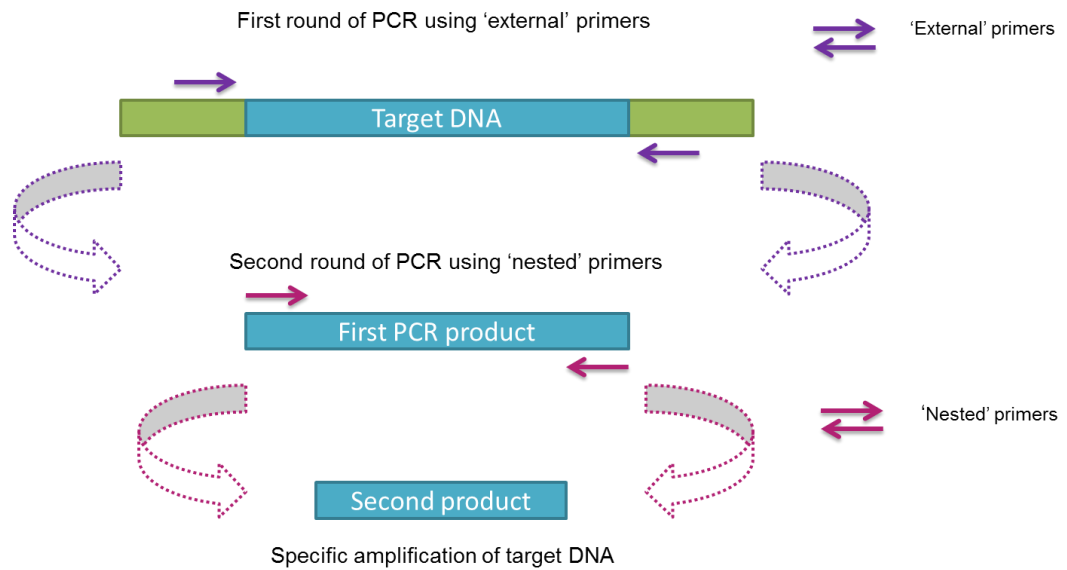 First round of PCR using ‘external’ primers
‘External’ primers
Target DNA
Second round of PCR using ‘nested’ primers
First PCR product
‘Nested’ primers
Second product
Specific amplification of target DNA